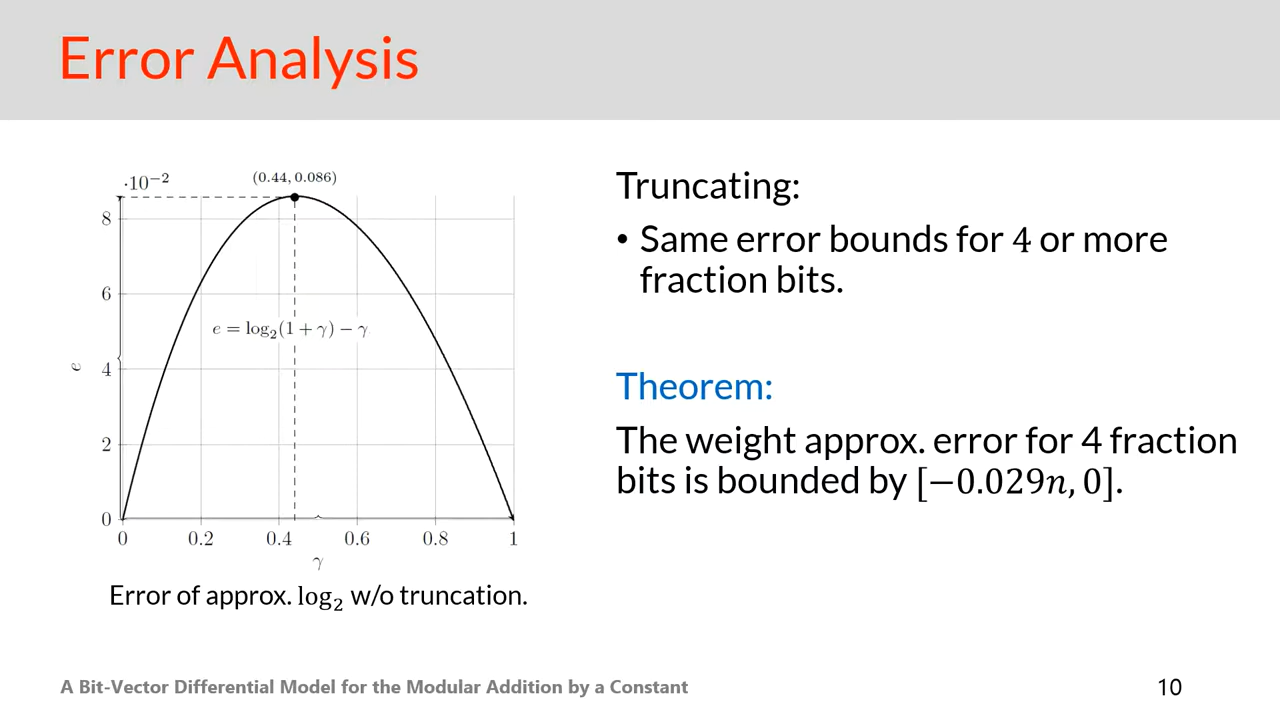 Error Analysis
·10⁻²
(0.44, 0.086)
8
6
e = log₂(1 + γ) − γ
e
4
2
0
0 0.2 0.4 0.6 0.8 1
γ
Error of approx. log₂ w/o truncation.
Truncating:
• Same error bounds for 4 or more
fraction bits.
Theorem:
The weight approx. error for 4 fraction
bits is bounded by [−0.029n, 0].
A Bit-Vector Differential Model for the Modular Addition by a Constant
10